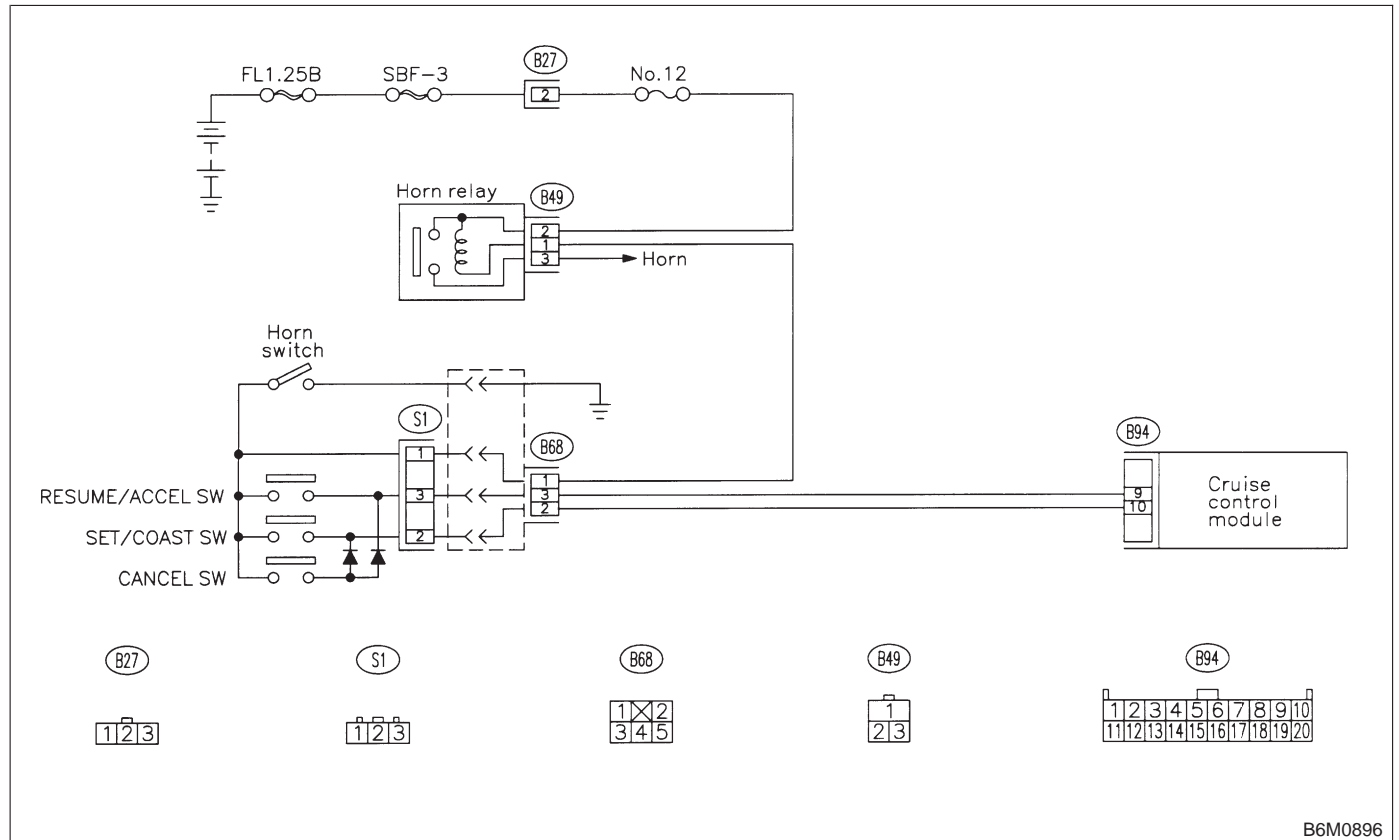 B27
FL1.25B SBF-3 No.12
2
Horn relay
B49
2
1
3
Horn
Horn
switch
S1
B68
B94
1
1
RESUME/ACCEL SW
3
3
9
Cruise
control
module
2
10
SET/COAST SW
2
CANCEL SW
B27 S1 B68 B49 B94
1 2 3
1 2 3
1 2
3 4 5
1
2 3
1 2 3 4 5 6 7 8 9 10
11 12 13 14 15 16 17 18 19 20
B6M0896